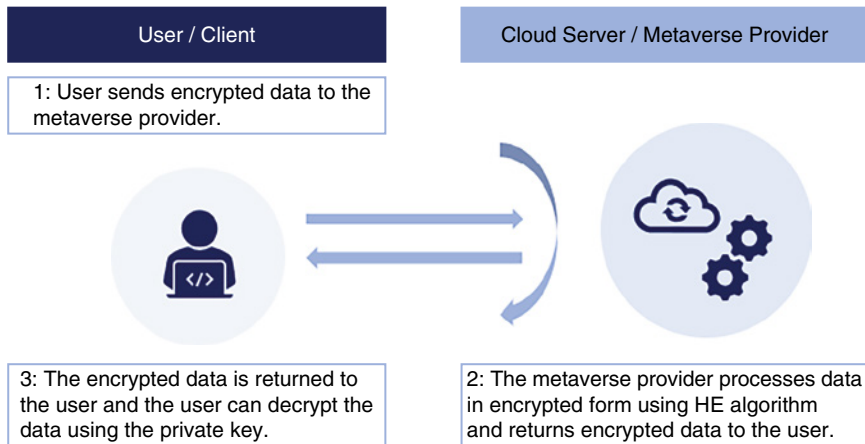 User / Client
Cloud Server / Metaverse Provider
1: User sends encrypted data to the
metaverse provider.
</>
3: The encrypted data is returned to
the user and the user can decrypt the
data using the private key.
2: The metaverse provider processes data
in encrypted form using HE algorithm
and returns encrypted data to the user.